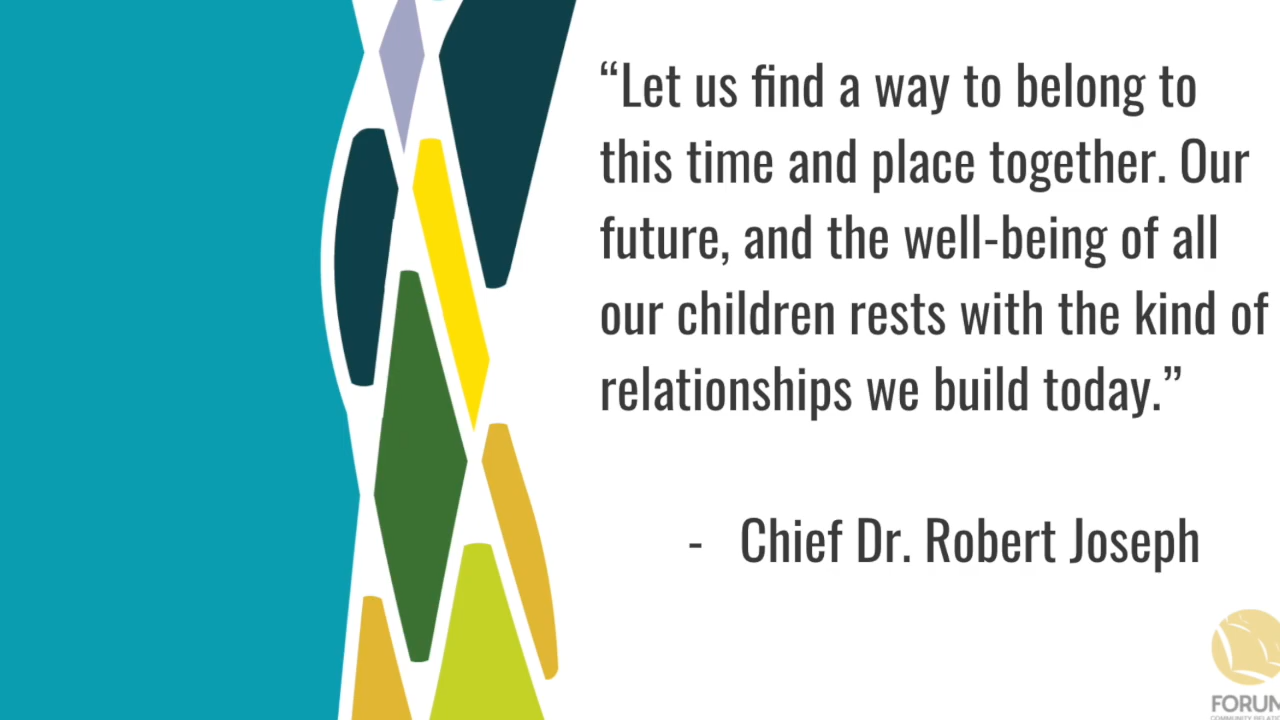 “Let us find a way to belong to
this time and place together. Our
future, and the well-being of all
our children rests with the kind of
relationships we build today.”
- Chief Dr. Robert Joseph
FORUM
COMMUNITY